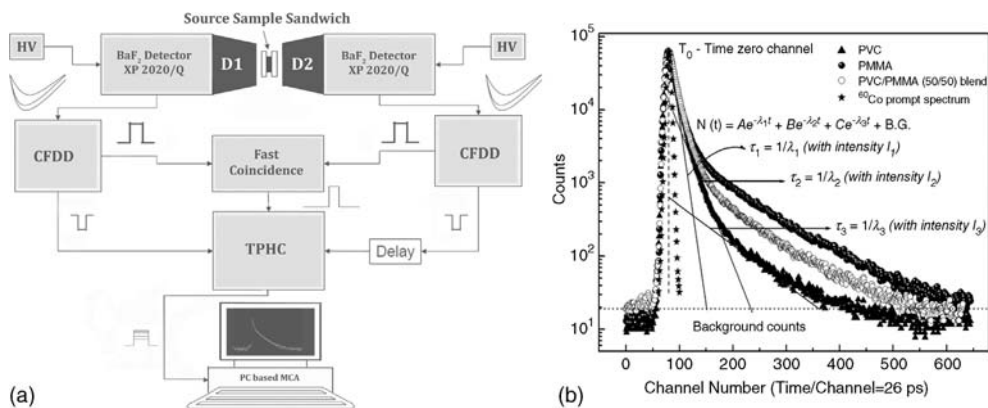 Source Sample Sandwich
HV
BaF2 Detector
XP 2020/Q
D1
D2
BaF2 Detector
XP 2020/Q
HV
CFDD
Fast
Coincidence
CFDD
TPHC
Delay
PC based MCA
(a)
10^5
10^4
10^3
10^2
10^1
Counts
T0 - Time zero channel
PVC
PMMA
PVC/PMMA (50/50) blend
60Co prompt spectrum
N (t) = Ae^-λ1t + Be^-λ2t + Ce^-λ3t + B.G.
τ1 = 1/λ1 (with intensity I1)
τ2 = 1/λ2 (with intensity I2)
τ3 = 1/λ3 (with intensity I3)
Background counts
0 100 200 300 400 500 600
Channel Number (Time/Channel=26 ps)
(b)